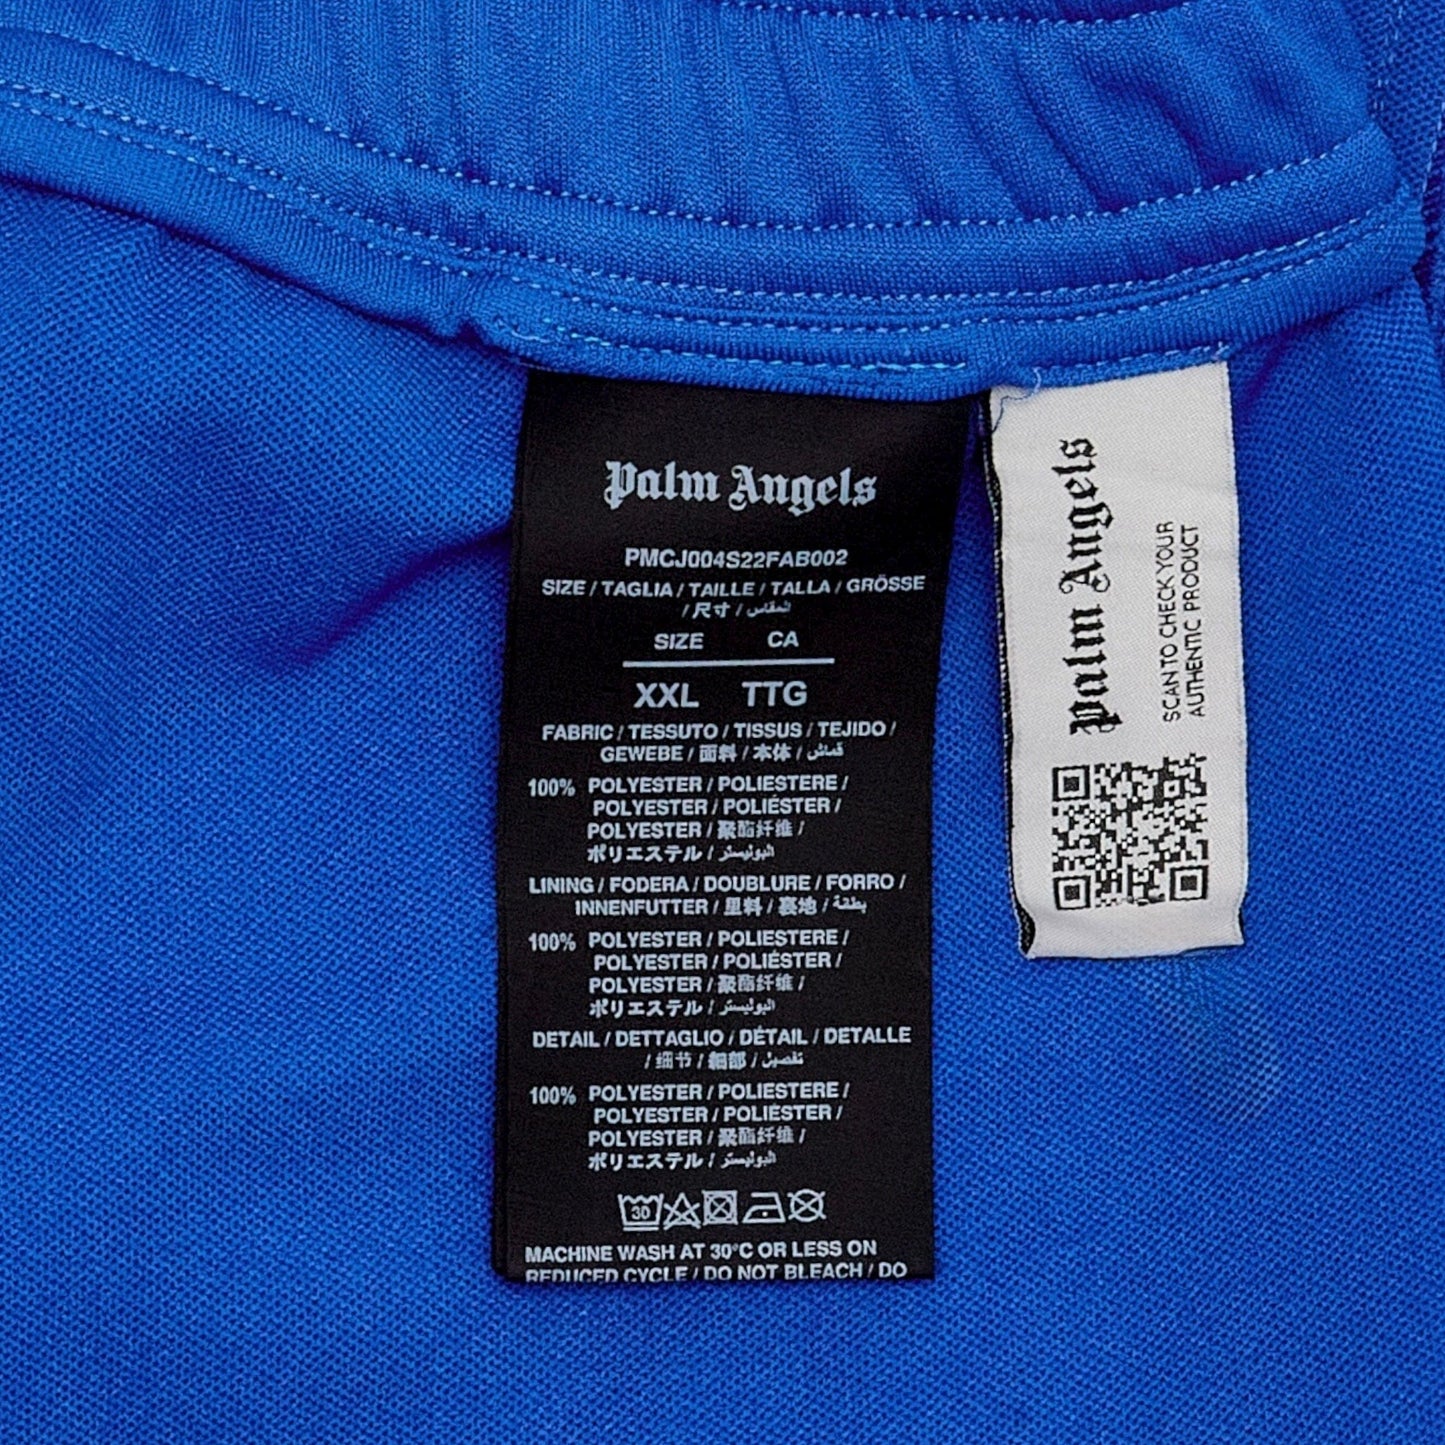 Palm Angels
PMCJ004S22FAB002
SIZE / TAGLIA / TAILLE / TALLA / GRÖSSE
/ 尺寸 / المقاس
SIZE CA
XXL TTG
FABRIC / TESSUTO / TISSUS / TEJIDO /
GEWEBE / 面料 / 本体 / قماش
100% POLYESTER / POLIESTERE /
POLYESTER / POLIÉSTER /
POLYESTER / 聚酯纤维 /
ポリエステル / البوليستر
LINING / FODERA / DOUBLURE / FORRO /
INNENFUTTER / 里料 / 裏地 / بطقة
100% POLYESTER / POLIESTERE /
POLYESTER / POLIÉSTER /
POLYESTER / 聚酯纤维 /
ポリエステル / البوليستر
DETAIL / DETTAGLIO / DÉTAIL / DETALLE
/ 细节 / 細部 / تفصيل
100% POLYESTER / POLIESTERE /
POLYESTER / POLIÉSTER /
POLYESTER / 聚酯纤维 /
ポリエステル / البوليستر
30
MACHINE WASH AT 30°C OR LESS ON
REDUCED CYCLE / DO NOT BLEACH / DO
Palm Angels
SCAN TO CHECK YOUR
AUTHENTIC PRODUCT